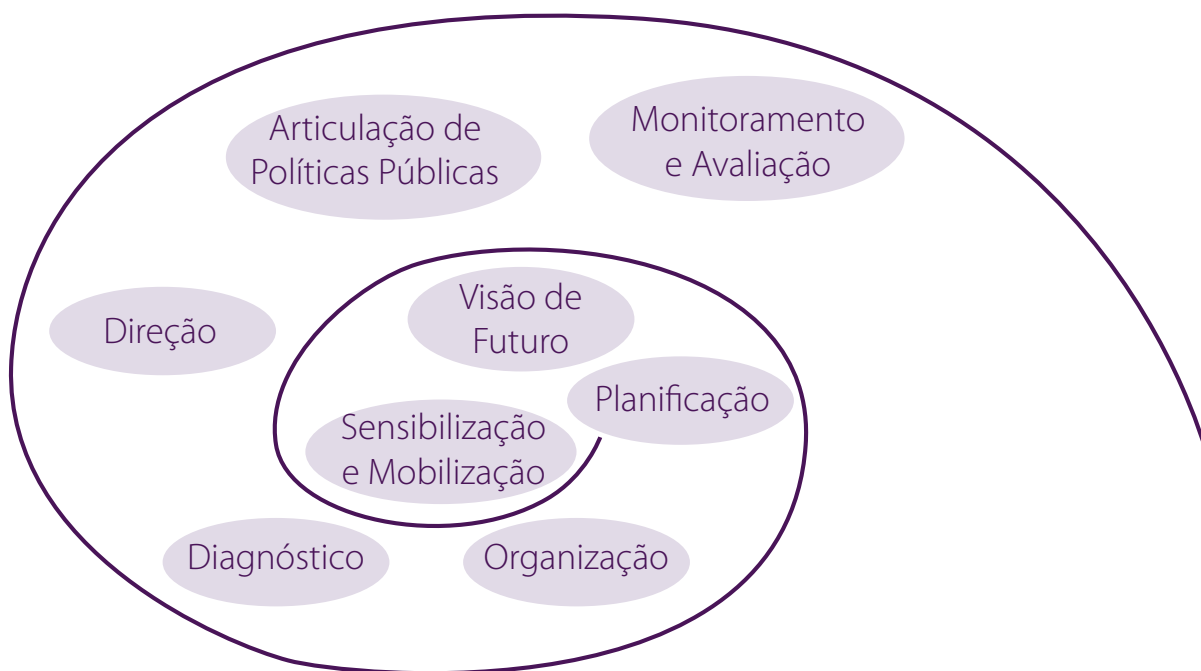 Articulação de
Políticas Públicas
Monitoramento
e Avaliação
Direção
Visão de
Futuro
Planificação
Sensibilização
e Mobilização
Diagnóstico
Organização